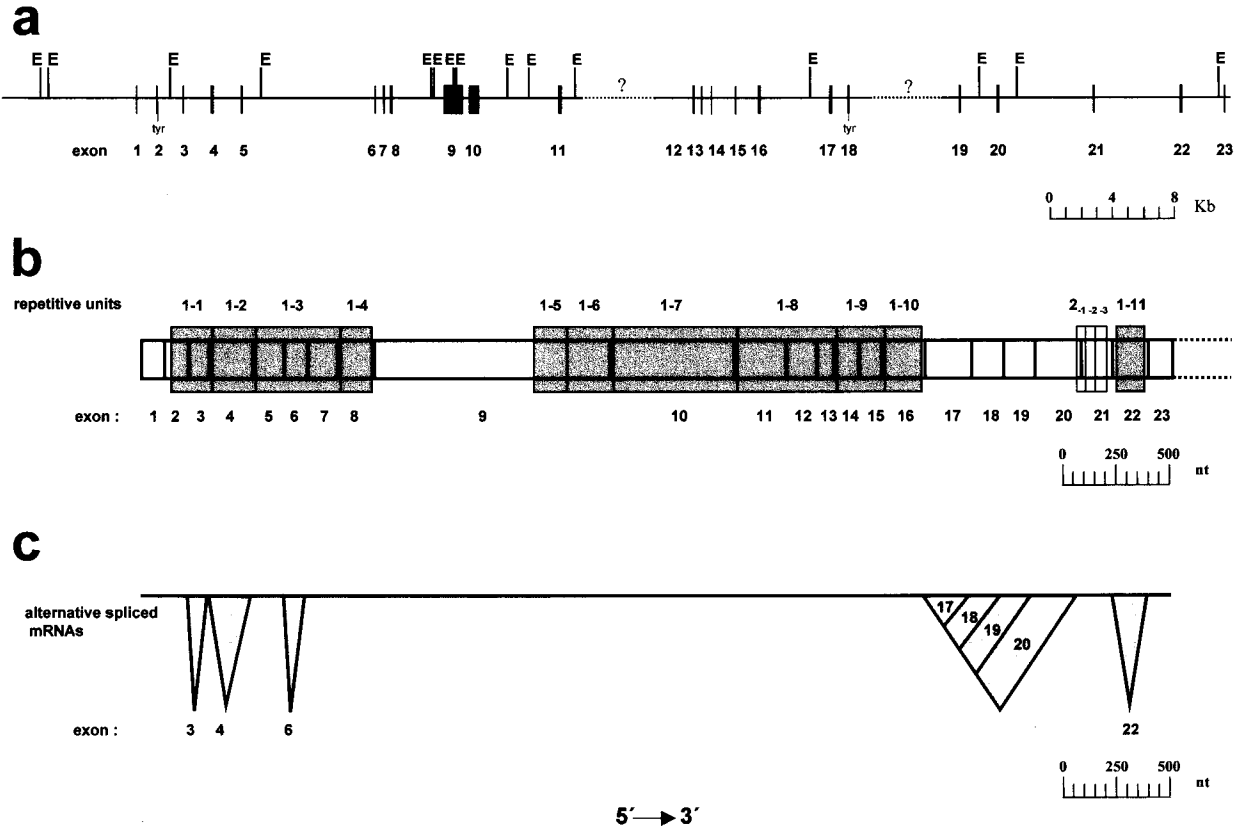 a
E E E E EE EE E E E E E E E
? ?
tyr tyr
exon 1 2 3 4 5 6 7 8 9 10 11 12 13 14 15 16 17 18 19 20 21 22 23
0 4 8 Kb
b
repetitive units 1-1 1-2 1-3 1-4 1-5 1-6 1-7 1-8 1-9 1-10 2-1 -2 -3 1-11
exon : 1 2 3 4 5 6 7 8 9 10 11 12 13 14 15 16 17 18 19 20 21 22 23
0 250 500 nt
c
alternative spliced
mRNAs
17
18
19
20
exon : 3 4 6 22
0 250 500 nt
5´ 3´